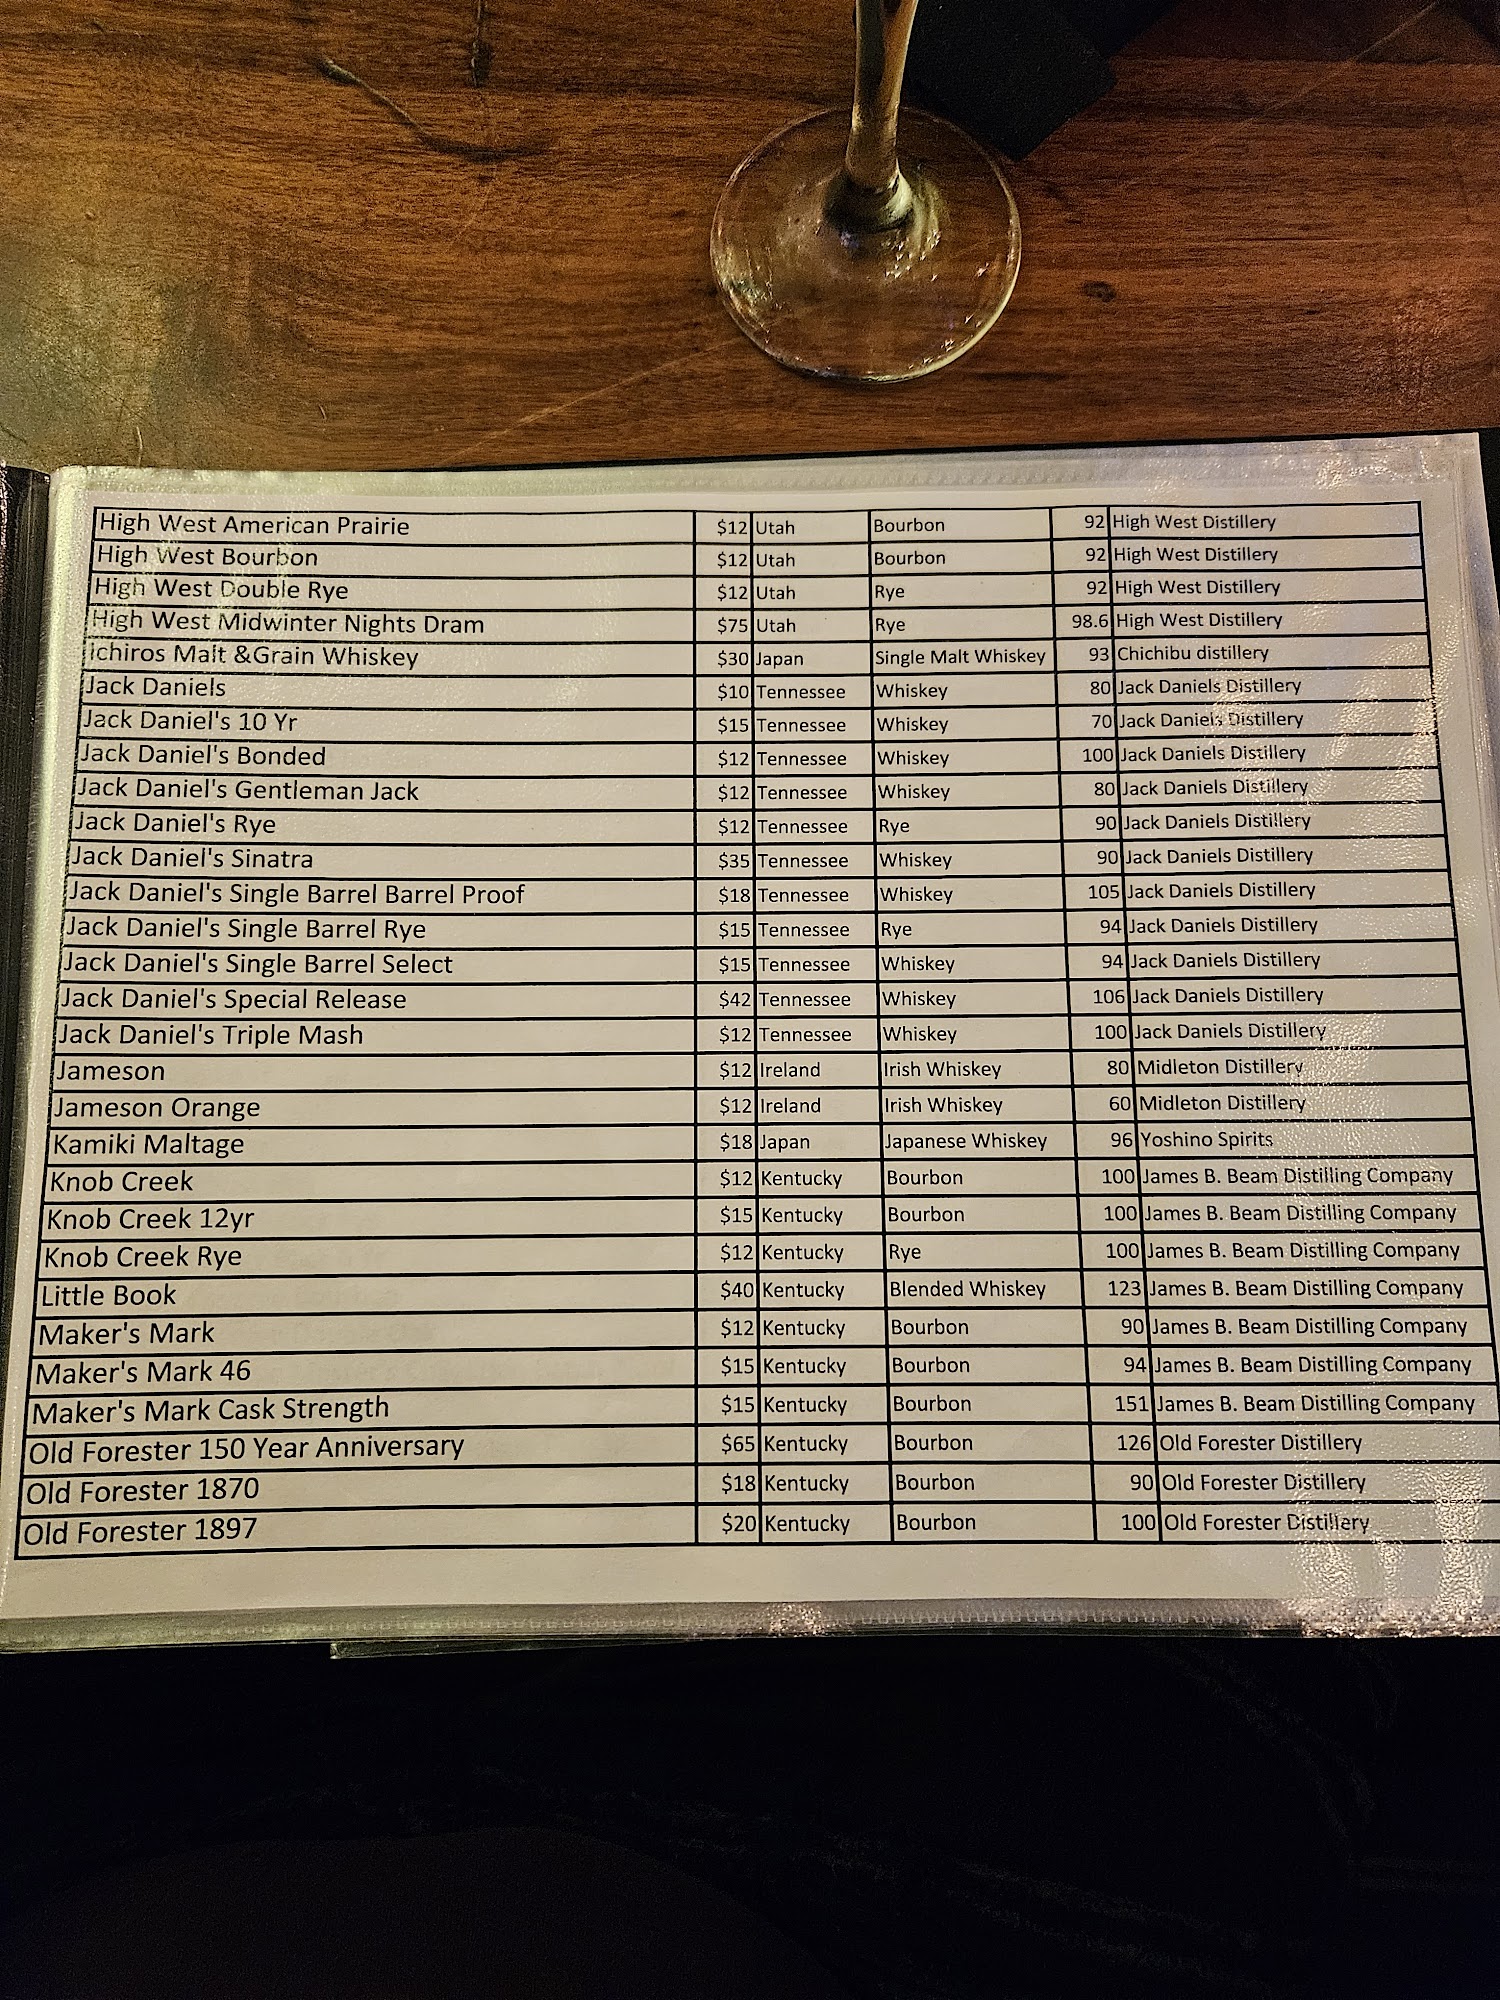 High West American Prairie $12 Utah Bourbon 92 High West Distillery
High West Bourbon $12 Utah Bourbon 92 High West Distillery
High West Double Rye $12 Utah Rye 92 High West Distillery
High West Midwinter Nights Dram $75 Utah Rye 98.6 High West Distillery
Ichiros Malt &Grain Whiskey $30 Japan Single Malt Whiskey 93 Chichibu distillery
Jack Daniels $10 Tennessee Whiskey 80 Jack Daniels Distillery
Jack Daniel's 10 Yr $15 Tennessee Whiskey 70 Jack Daniels Distillery
Jack Daniel's Bonded $12 Tennessee Whiskey 100 Jack Daniels Distillery
Jack Daniel's Gentleman Jack $12 Tennessee Whiskey 80 Jack Daniels Distillery
Jack Daniel's Rye $12 Tennessee Rye 90 Jack Daniels Distillery
Jack Daniel's Sinatra $35 Tennessee Whiskey 90 Jack Daniels Distillery
Jack Daniel's Single Barrel Barrel Proof $18 Tennessee Whiskey 105 Jack Daniels Distillery
Jack Daniel's Single Barrel Rye $15 Tennessee Rye 94 Jack Daniels Distillery
Jack Daniel's Single Barrel Select $15 Tennessee Whiskey 94 Jack Daniels Distillery
Jack Daniel's Special Release $42 Tennessee Whiskey 106 Jack Daniels Distillery
Jack Daniel's Triple Mash $12 Tennessee Whiskey 100 Jack Daniels Distillery
Jameson $12 Ireland Irish Whiskey 80 Midleton Distillery
Jameson Orange $12 Ireland Irish Whiskey 60 Midleton Distillery
Kamiki Maltage $18 Japan Japanese Whiskey 96 Yoshino Spirits
Knob Creek $12 Kentucky Bourbon 100 James B. Beam Distilling Company
Knob Creek 12yr $15 Kentucky Bourbon 100 James B. Beam Distilling Company
Knob Creek Rye $12 Kentucky Rye 100 James B. Beam Distilling Company
Little Book $40 Kentucky Blended Whiskey 123 James B. Beam Distilling Company
Maker's Mark $12 Kentucky Bourbon 90 James B. Beam Distilling Company
Maker's Mark 46 $15 Kentucky Bourbon 94 James B. Beam Distilling Company
Maker's Mark Cask Strength $15 Kentucky Bourbon 151 James B. Beam Distilling Company
Old Forester 150 Year Anniversary $65 Kentucky Bourbon 126 Old Forester Distillery
Old Forester 1870 $18 Kentucky Bourbon 90 Old Forester Distillery
Old Forester 1897 $20 Kentucky Bourbon 100 Old Forester Distillery